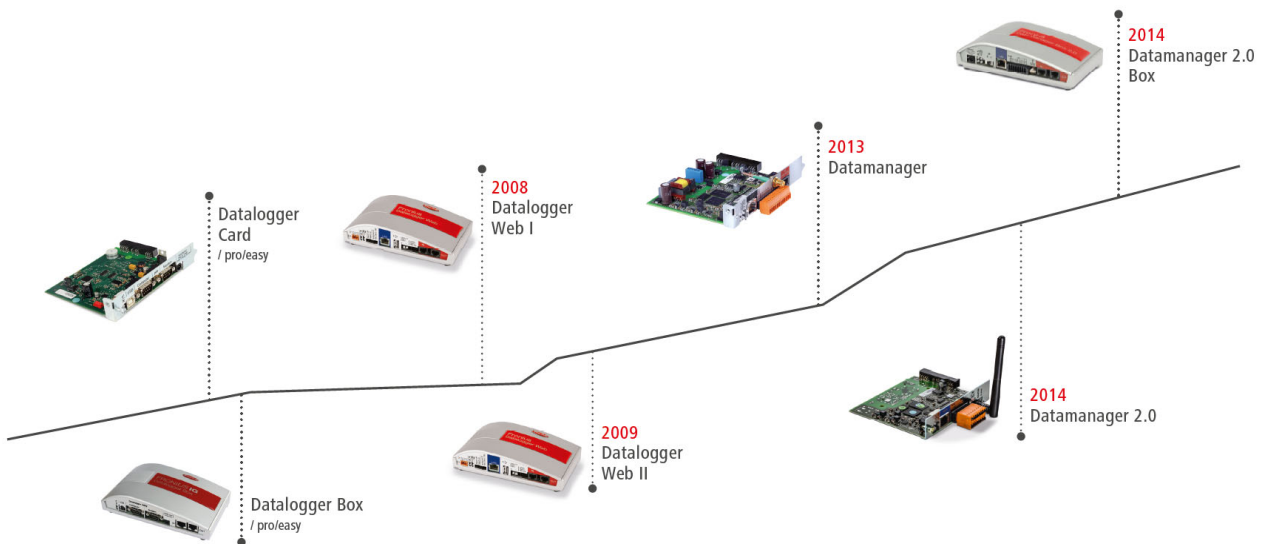 Datalogger
Card
/ pro/easy
Datalogger Box
/ pro/easy
2008
Datalogger
Web I
2009
Datalogger
Web II
2013
Datamanager
2014
Datamanager 2.0
2014
Datamanager 2.0
Box